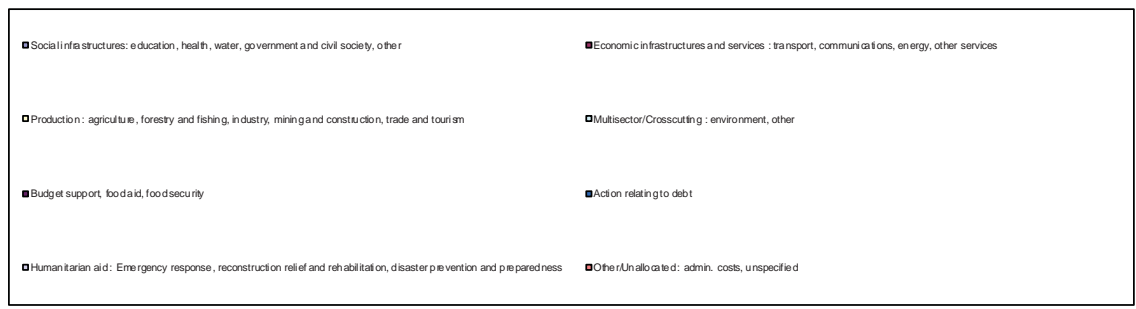 Social infrastructures: education, health, water, government and civil society, other
Economic infrastructures and services : transport, communications, energy, other services
Production : agriculture, forestry and fishing, industry, mining and construction, trade and tourism
Multisector/Crosscutting : environment, other
Budget support, food aid, food security
Action relating to debt
Humanitarian aid : Emergency response, reconstruction relief and rehabilitation, disaster prevention and preparedness
Other/Unallocated : admin. costs, unspecified